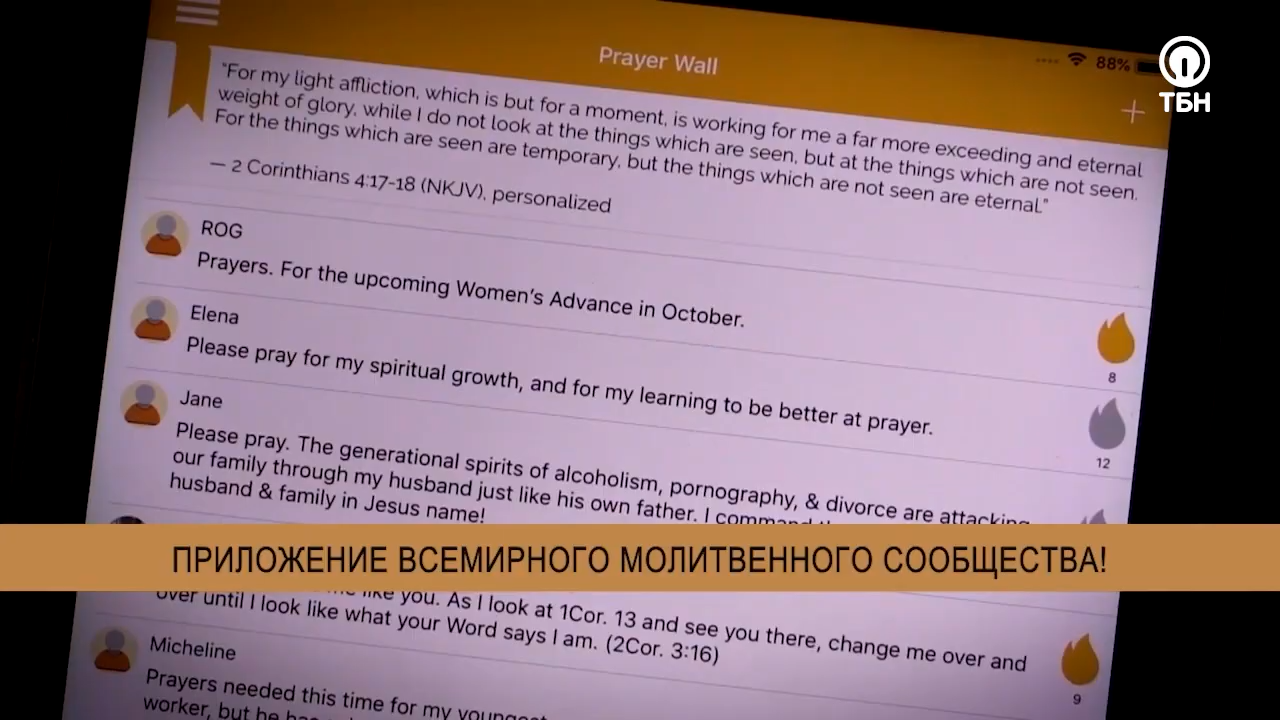 Prayer Wall
88%
ТБН
"For my light affliction, which is but for a moment, is working for me a far more exceeding and eternal
weight of glory, while I do not look at the things which are seen, but at the things which are not seen.
For the things which are seen are temporary, but the things which are not seen are eternal."
— 2 Corinthians 4:17-18 (NKJV), personalized
ROG
Prayers. For the upcoming Women's Advance in October.
8
Elena
Please pray for my spiritual growth, and for my learning to be better at prayer.
12
Jane
Please pray. The generational spirits of alcoholism, pornography, & divorce are attacking
our family through my husband just like his own father. I command
husband & family in Jesus name!
ПРИЛОЖЕНИЕ ВСЕМИРНОГО МОЛИТВЕННОГО СООБЩЕСТВА!
like you. As I look at 1Cor. 13 and see you there, change me over and
over until I look like what your Word says I am. (2Cor. 3:16)
9
Micheline
Prayers needed this time for my youngest
worker, but he